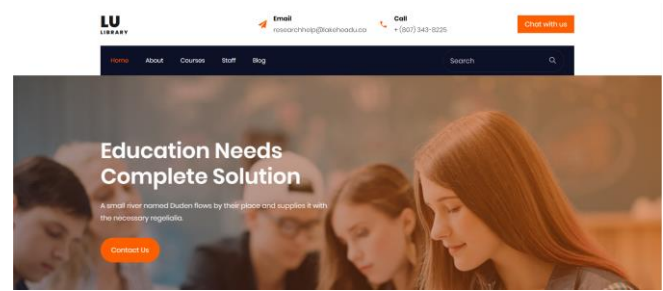 LU
LIBRARY
Email
researchhelp@lakeheadu.ca
Call
+ (807) 343-8225
Chat with us
Home About Courses Staff Blog
Search
Education Needs
Complete Solution
A small river named Duden flows by their place and supplies it with
the necessary regelialia.
Contact Us